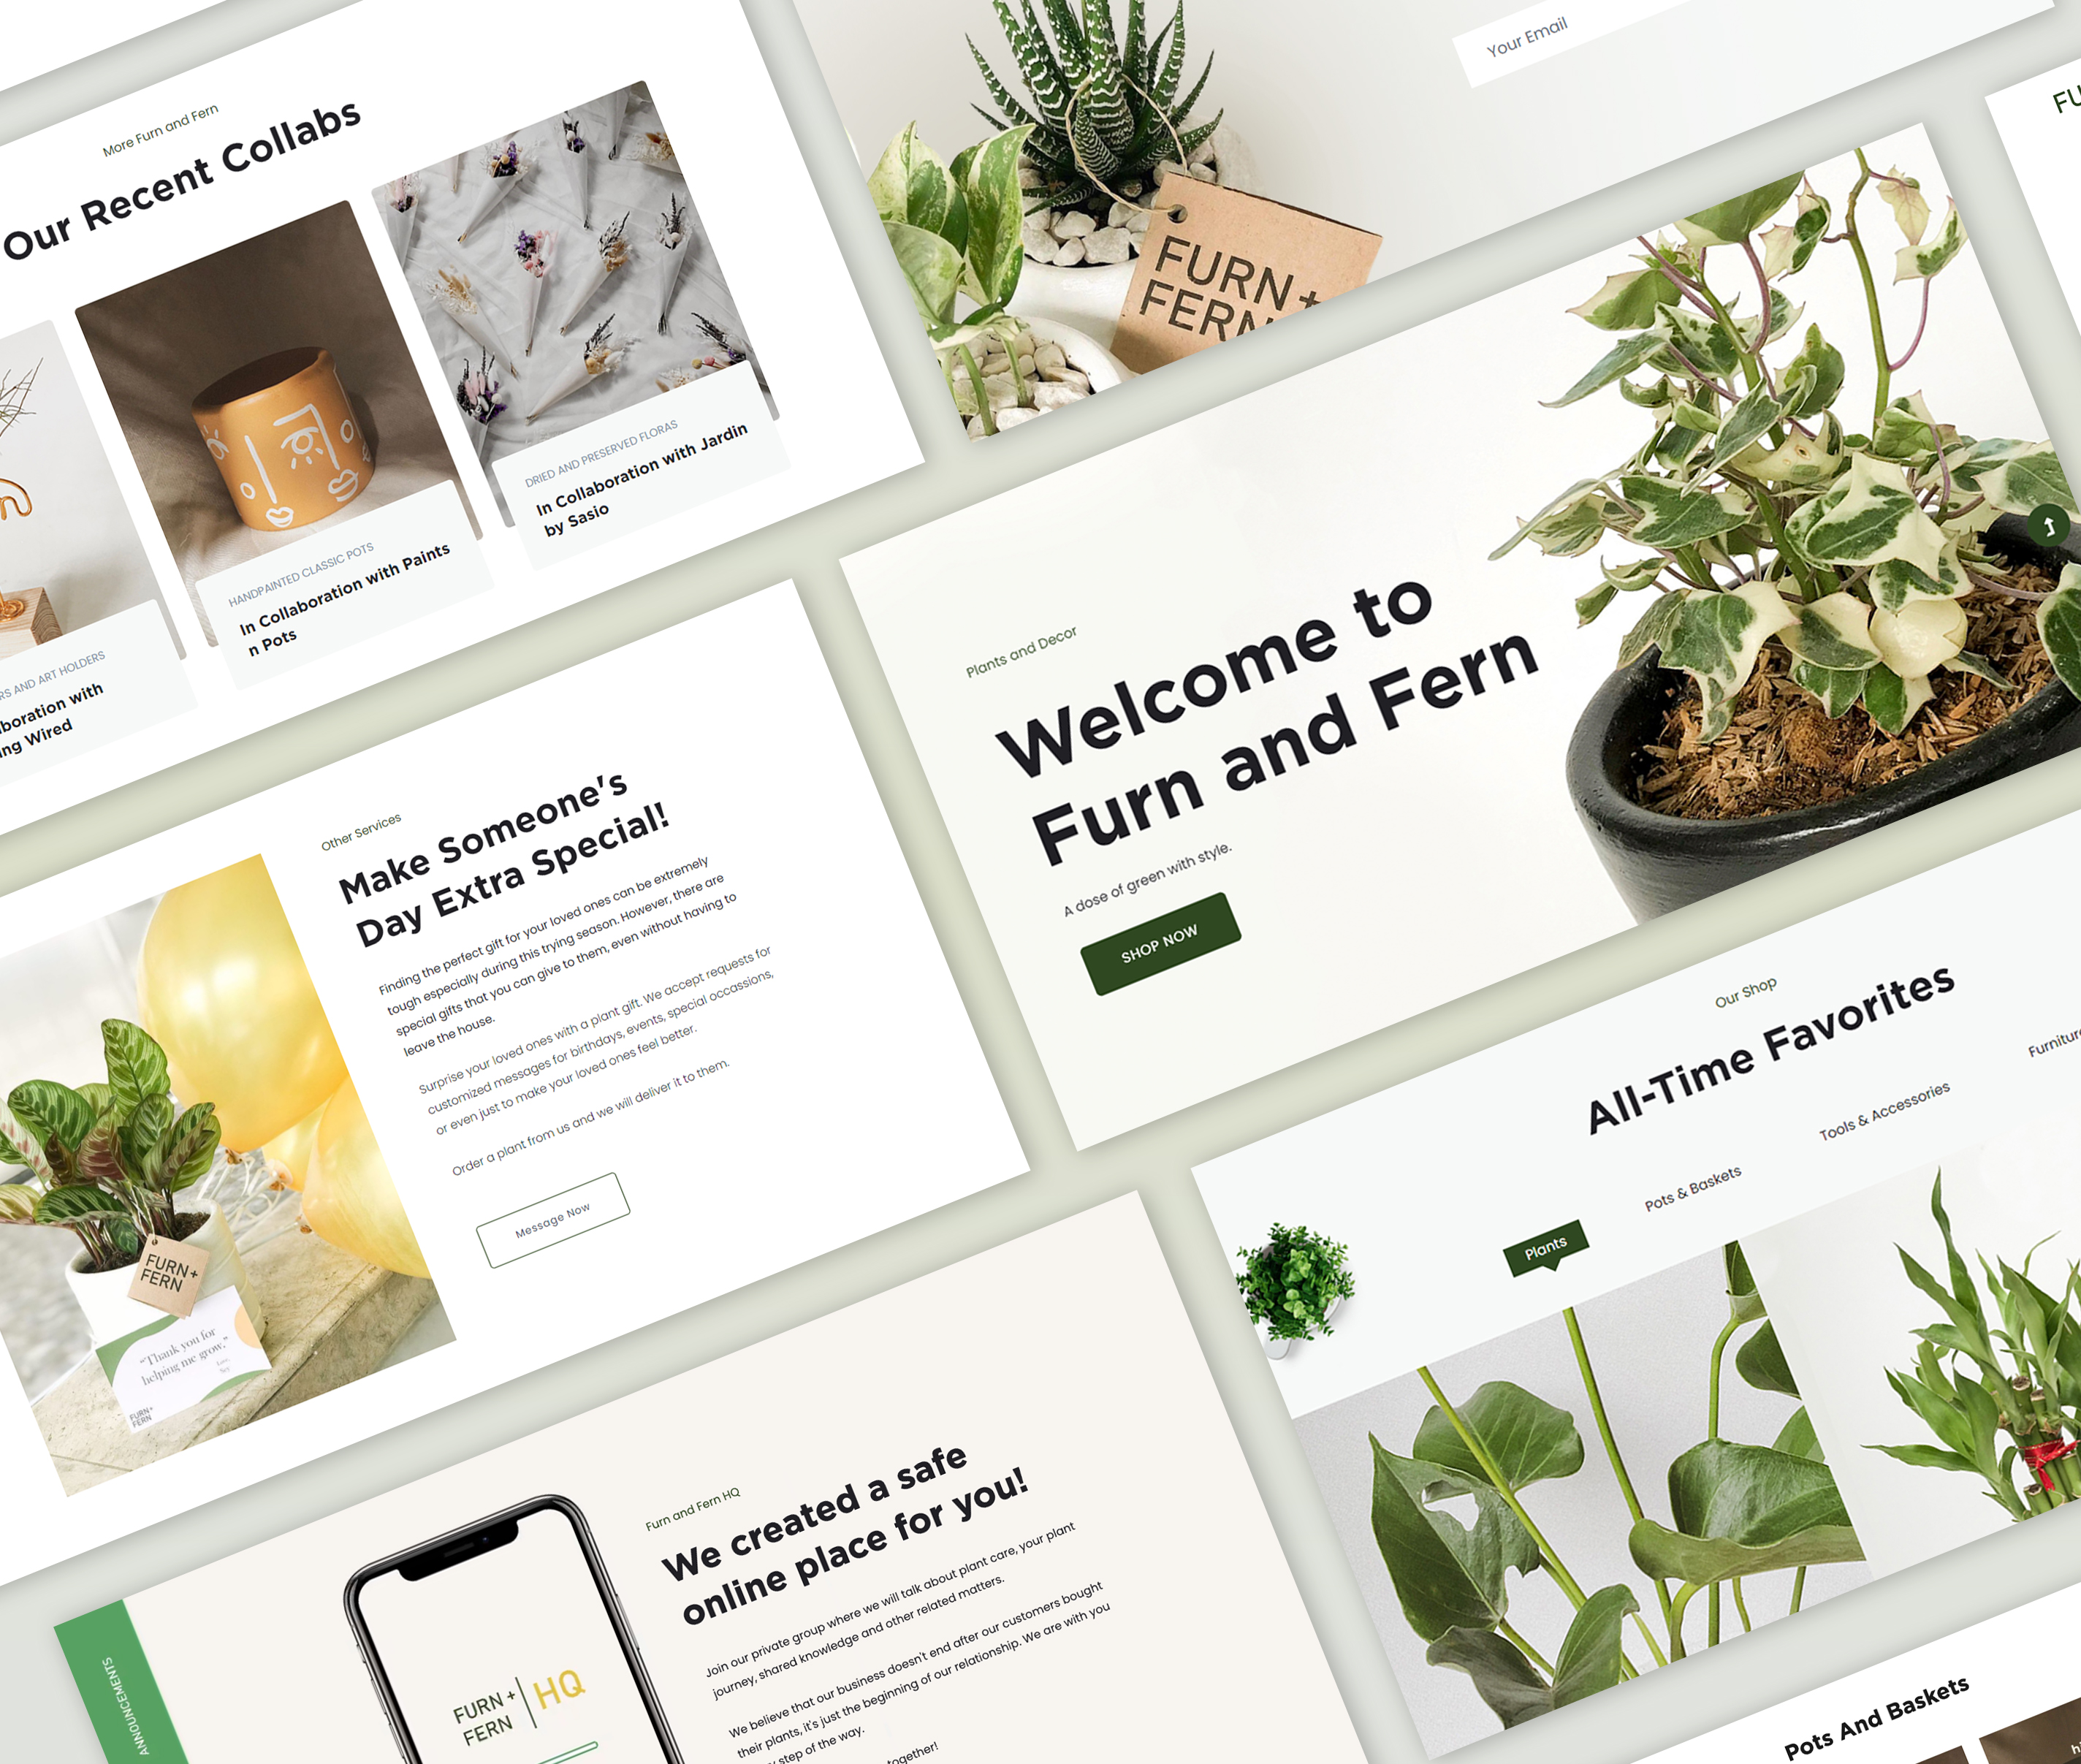 More Furn and Fern
Our Recent Collabs
RS AND ART HOLDERS
boration with
ng Wired
HANDPAINTED CLASSIC POTS
In Collaboration with Paints
n Pots
DRIED AND PRESERVED FLORAS
In Collaboration with Jardin
by Sasio
Your Email
FURN+
FERN
FU
Plants and Decor
Welcome to
Furn and Fern
A dose of green with style.
SHOP NOW
Other Services
Make Someone's
Day Extra Special!
Finding the perfect gift for your loved ones can be extremely
tough especially during this trying season. However, there are
special gifts that you can give to them, even without having to
leave the house.
Surprise your loved ones with a plant gift. We accept requests for
customized messages for birthdays, events, special occassions,
or even just to make your loved ones feel better.
Order a plant from us and we will deliver it to them.
Message Now
FURN+
FERN
"Thank you for
helping me grow."
FURN+
FERN
Our Shop
All-Time Favorites
Plants
Pots & Baskets
Tools & Accessories
Furniture
Pots And Baskets
ANNOUNCEMENTS
FURN+
FERN
HQ
Furn and Fern HQ
We created a safe
online place for you!
Join our private group where we will talk about plant care, your plant
journey, shared knowledge and other related matters.
We believe that our business doesn't end after our customers bought
their plants, it's just the beginning of our relationship. We are with you
step of the way.
together!